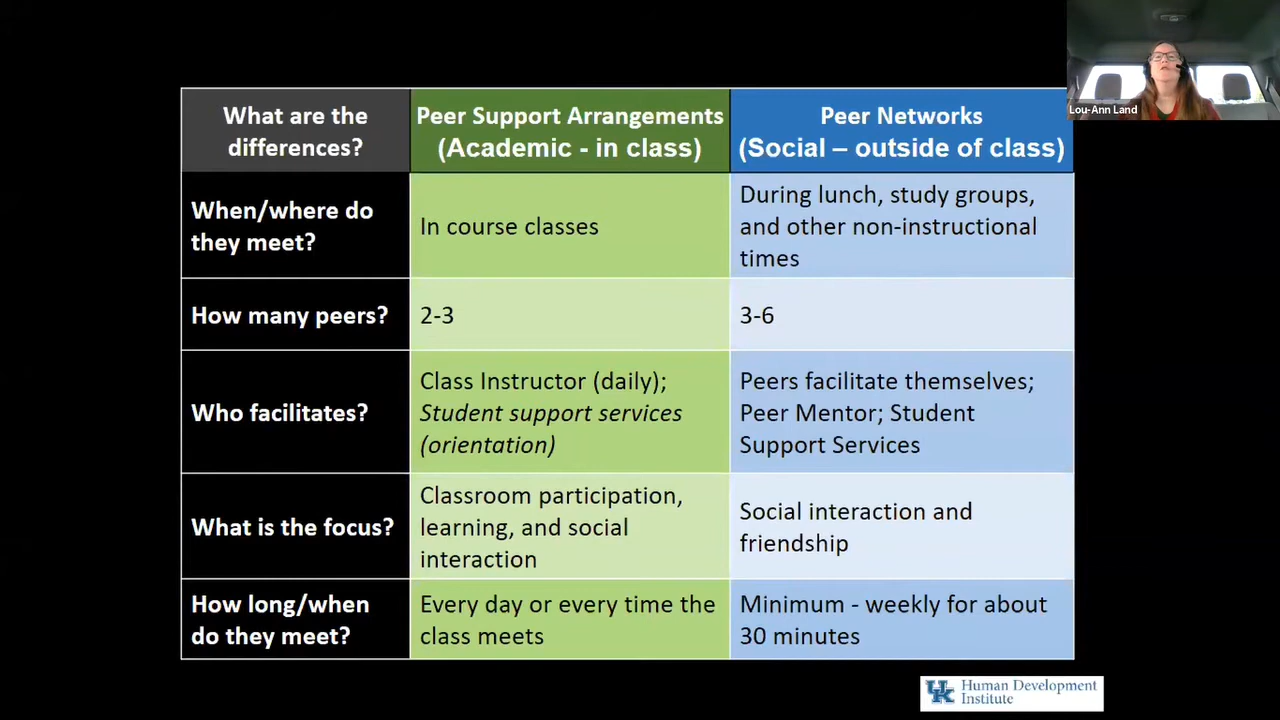 Lou-Ann Land
What are the
differences?
Peer Support Arrangements
(Academic - in class)
Peer Networks
(Social – outside of class)
When/where do
they meet?
In course classes
During lunch, study groups,
and other non-instructional
times
How many peers?
2-3
3-6
Who facilitates?
Class Instructor (daily);
Student support services
(orientation)
Peers facilitate themselves;
Peer Mentor; Student
Support Services
What is the focus?
Classroom participation,
learning, and social
interaction
Social interaction and
friendship
How long/when
do they meet?
Every day or every time the
class meets
Minimum - weekly for about
30 minutes
UK
Human Development
Institute